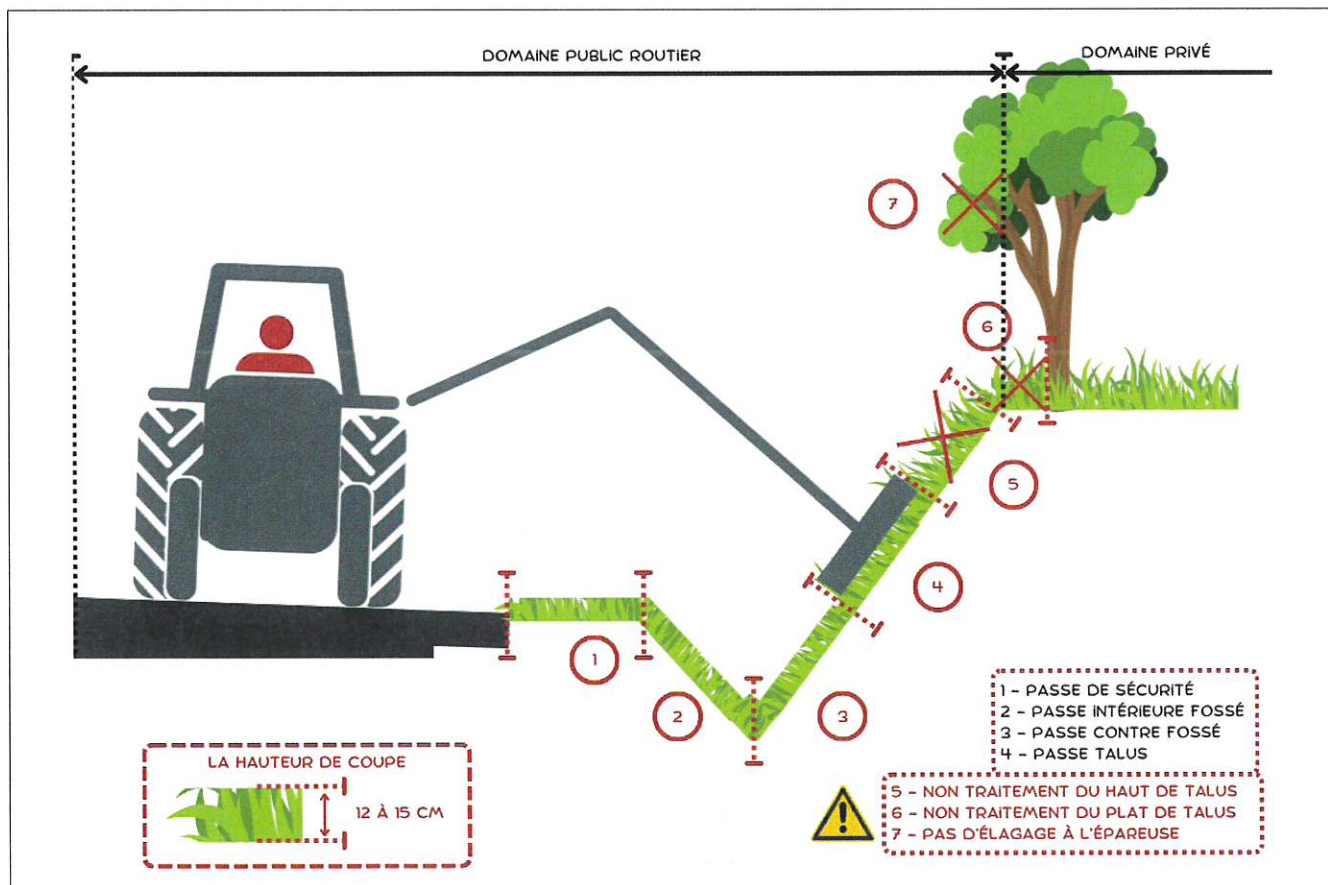 DOMAINE PUBLIC ROUTIER
DOMAINE PRIVÉ
7
6
5
4
1
2
3
LA HAUTEUR DE COUPE
12 À 15 CM
1 - PASSE DE SÉCURITÉ
2 - PASSE INTÉRIEURE FOSSÉ
3 - PASSE CONTRE FOSSÉ
4 - PASSE TALUS
5 - NON TRAITEMENT DU HAUT DE TALUS
6 - NON TRAITEMENT DU PLAT DE TALUS
7 - PAS D'ÉLAGAGE À L'ÉPAREUSE